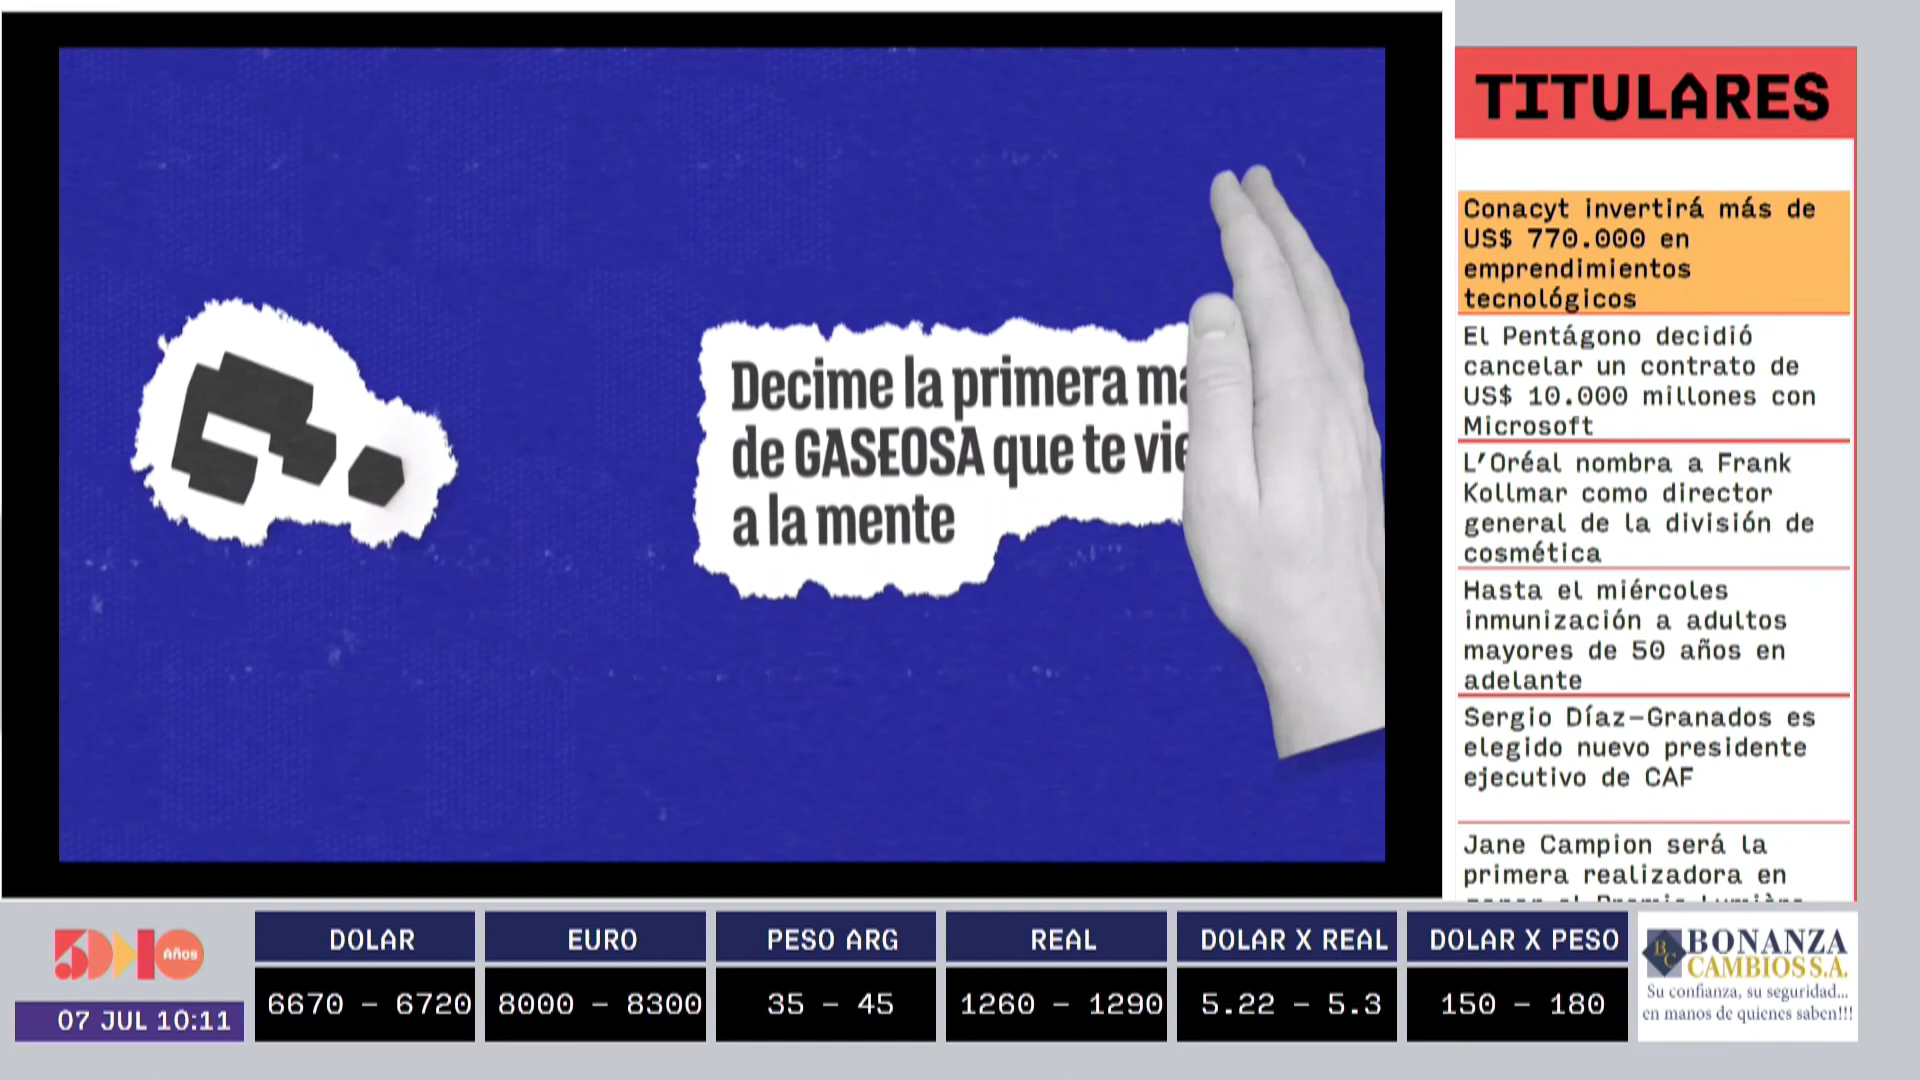 Decime la primera
de GASEOSA que te
a la mente
TITULARES
Conacyt invertirá más de
US$ 770.000 en
emprendimientos
tecnológicos
El Pentágono decidió
cancelar un contrato de
US$ 10.000 millones con
Microsoft
L’Oréal nombra a Frank
Kollmar como director
general de la división de
cosmética
Hasta el miércoles
inmunización a adultos
mayores de 50 años en
adelante
Sergio Díaz-Granados es
elegido nuevo presidente
ejecutivo de CAF
Jane Campion será la
primera realizadora en
5D10 Años
07 JUL 10:11
DOLAR
6670 - 6720
EURO
8000 - 8300
PESO ARG
35 - 45
REAL
1260 - 1290
DOLAR X REAL
5.22 - 5.3
DOLAR X PESO
150 - 180
BC
BONANZA
CAMBIOS S.A.
Su confianza, su seguridad...
en manos de quienes saben!!!